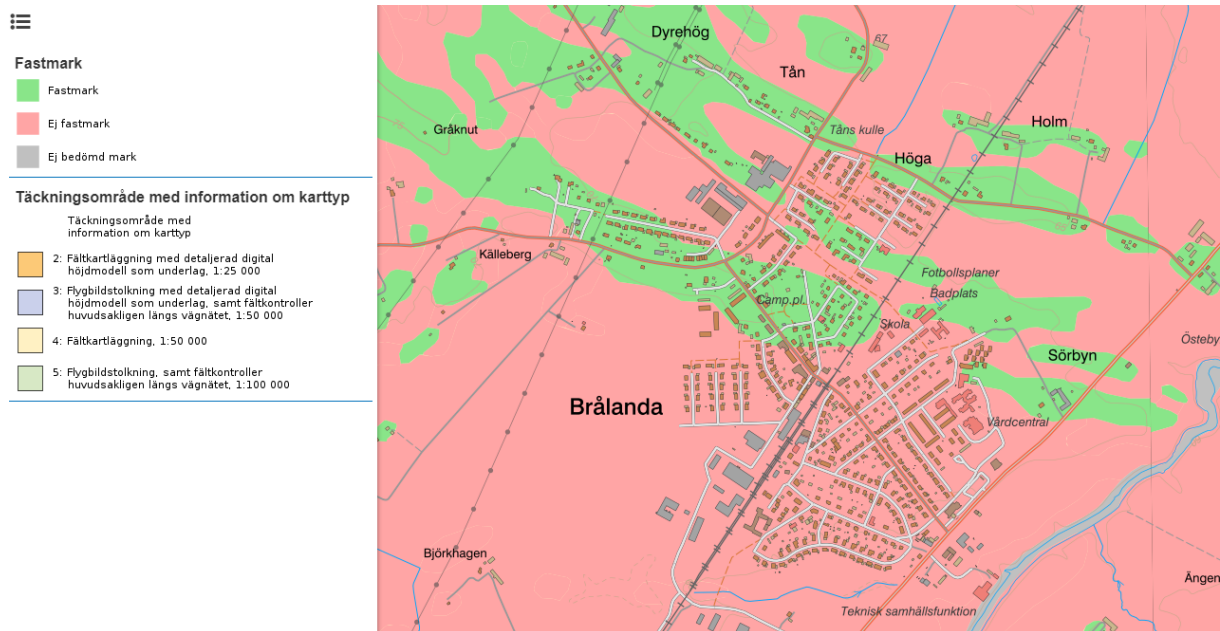 Fastmark
Fastmark
Ej fastmark
Ej bedömd mark
Täckningsområde med information om karttyp
Täckningsområde med
information om karttyp
2: Fältkartläggning med detaljerad digital
höjdmodell som underlag, 1:25 000
3: Flygbildstolkning med detaljerad digital
höjdmodell som underlag, samt fältkontroller
huvudsakligen längs vägnätet, 1:50 000
4: Fältkartläggning, 1:50 000
5: Flygbildstolkning, samt fältkontroller
huvudsakligen längs vägnätet, 1:100 000
Dyrehög
67
Tån
Gråknut
Tåns kulle
Holm
Höga
Källeberg
Fotbollsplaner
Badplats
Camp.pl.
Skola
Österby
Sörbyn
Brålanda
Vårdcentral
Björkhagen
Ängen
Teknisk samhällsfunktion